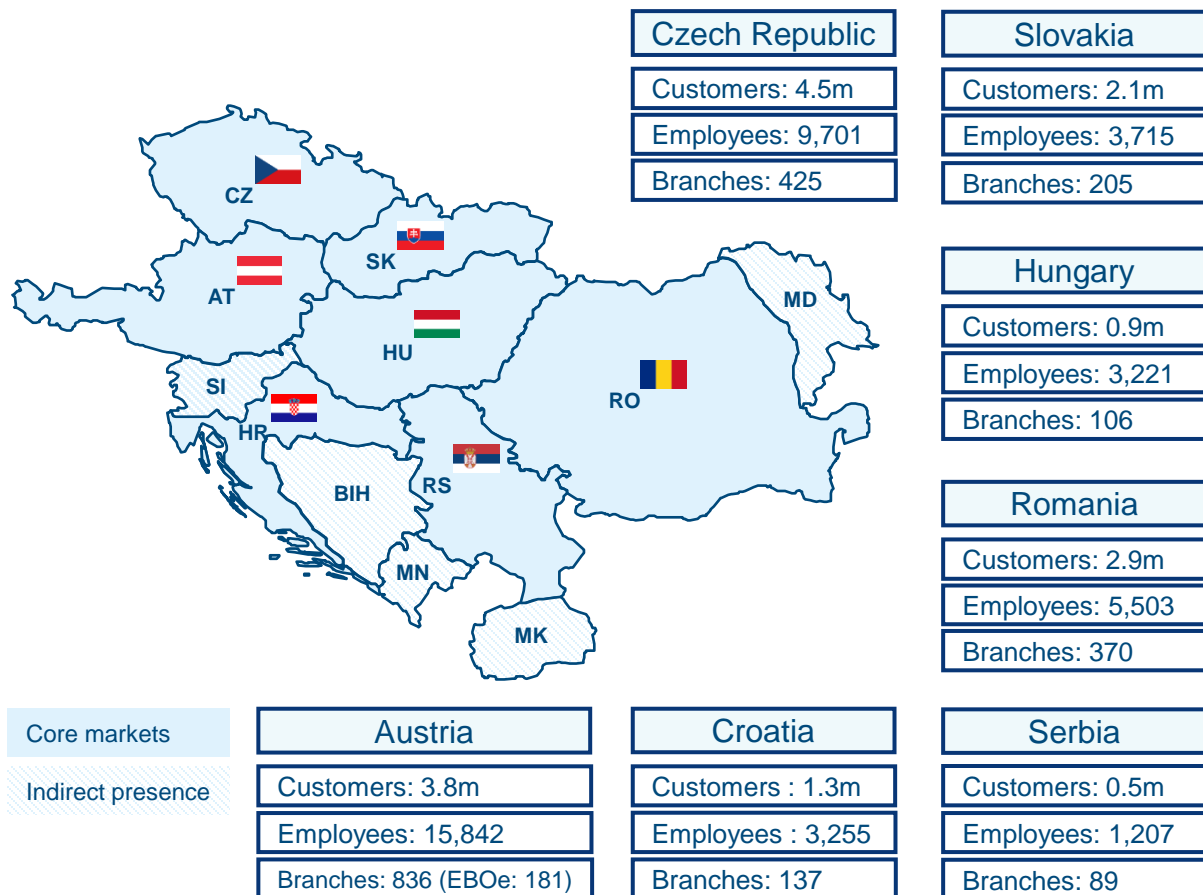 Czech Republic
Customers: 4.5m
Employees: 9,701
Branches: 425
Slovakia
Customers: 2.1m
Employees: 3,715
Branches: 205
CZ
SK
AT
HU
MD
SI
HR
RO
BIH
RS
MN
MK
Hungary
Customers: 0.9m
Employees: 3,221
Branches: 106
Romania
Customers: 2.9m
Employees: 5,503
Branches: 370
Core markets
Indirect presence
Austria
Customers: 3.8m
Employees: 15,842
Branches: 836 (EBOe: 181)
Croatia
Customers : 1.3m
Employees : 3,255
Branches: 137
Serbia
Customers: 0.5m
Employees: 1,207
Branches: 89